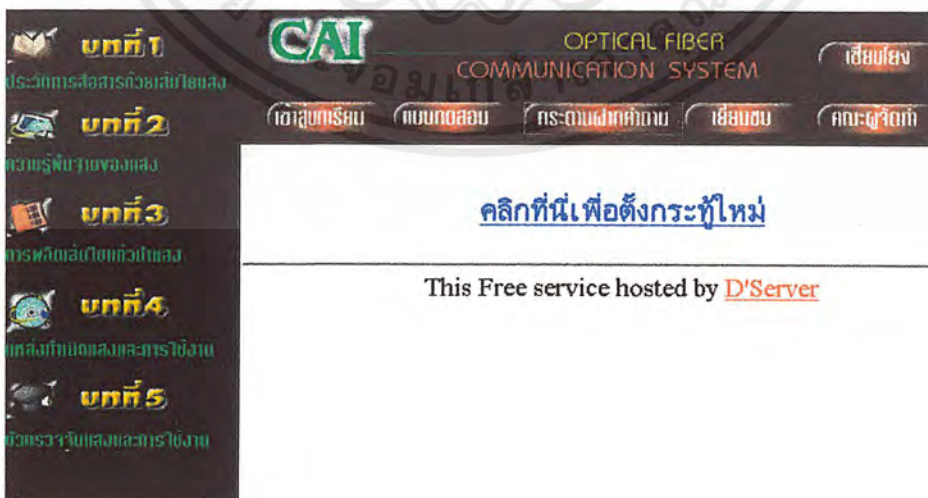 CAI
OPTICAL FIBER
COMMUNICATION SYSTEM
เชื่อมโยง
เข้าสู่บทเรียน
แบบทดสอบ
กระดานฝากคำถาม
เยี่ยมชม
คณะผู้จัดทำ
บทที่ 1
ประวัติการสื่อสารด้วยเส้นใยแสง
บทที่ 2
ความรู้พื้นฐานของแสง
บทที่ 3
การผลิตเส้นใยแก้วนำแสง
บทที่ 4
แหล่งกำเนิดแสงและการใช้งาน
บทที่ 5
ตัวตรวจจับแสงและการใช้งาน
คลิกที่นี่เพื่อตั้งกระทู้ใหม่
This Free service hosted by D'Server